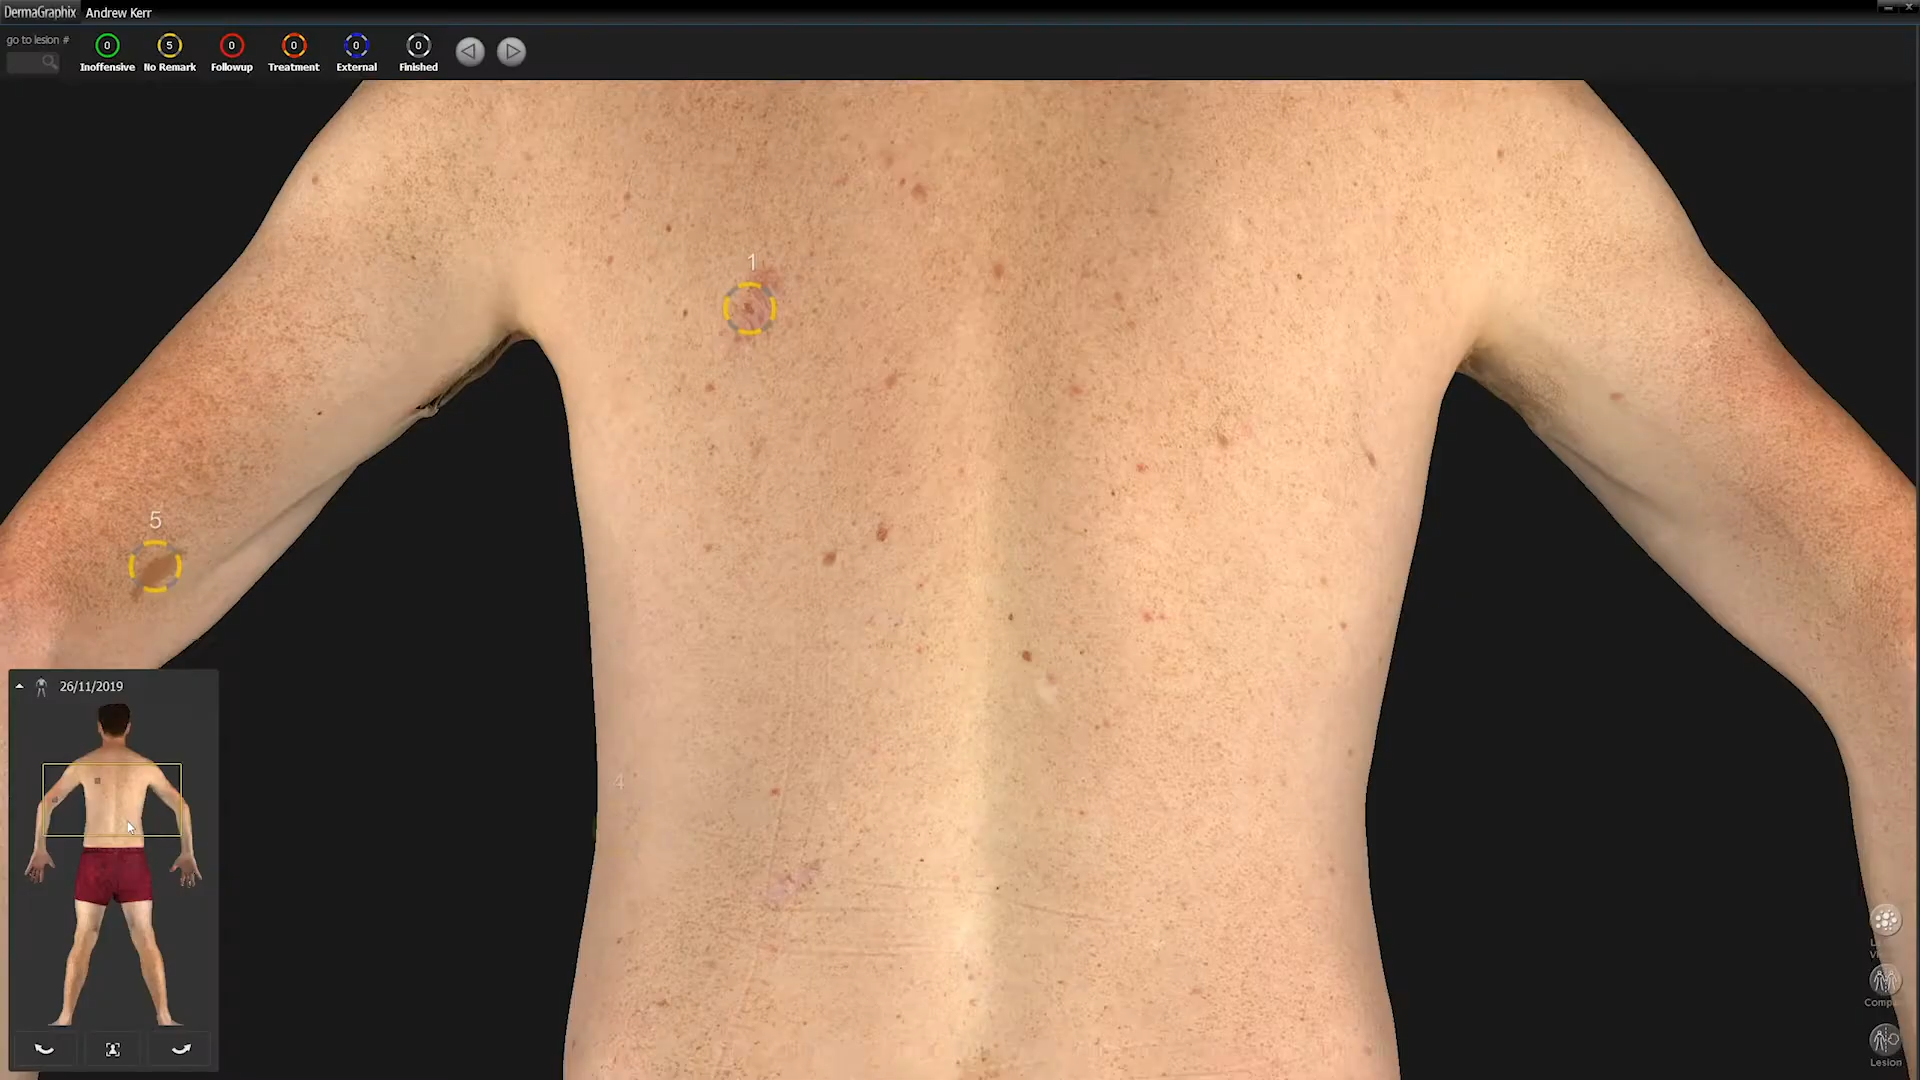 DermaGraphix Andrew Kerr
go to lesion #
0 5 0 0 0 0
Inoffensive No Remark Followup Treatment External Finished
1
5
4
26/11/2019
Lesion